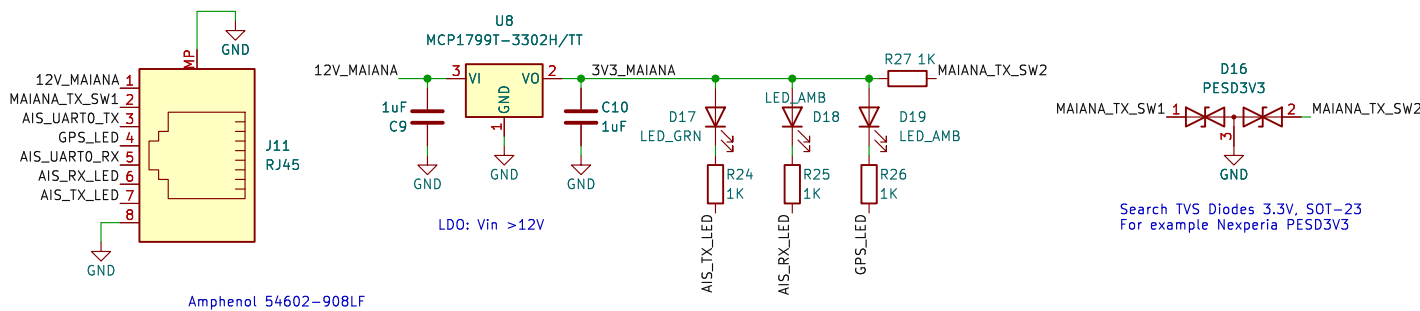 GND
MP
12V_MAIANA 1
MAIANA_TX_SW1 2
AIS_UART0_TX 3
GPS_LED 4
AIS_UART0_RX 5
AIS_RX_LED 6
AIS_TX_LED 7
8
GND
J11
RJ45
Amphenol 54602-908LF
U8
MCP1799T-3302H/TT
12V_MAIANA
3 VI
VO 2
GND
1
3V3_MAIANA
1uF
C9
C10
1uF
GND
GND
GND
LDO: Vin >12V
D17
LED_GRN
LED_AMB
D18
D19
LED_AMB
R27 1K
MAIANA_TX_SW2
R24
1K
R25
1K
R26
1K
AIS_TX_LED
AIS_RX_LED
GPS_LED
D16
PESD3V3
MAIANA_TX_SW1
1
2
MAIANA_TX_SW2
3
GND
Search TVS Diodes 3.3V, SOT-23
For example Nexperia PESD3V3